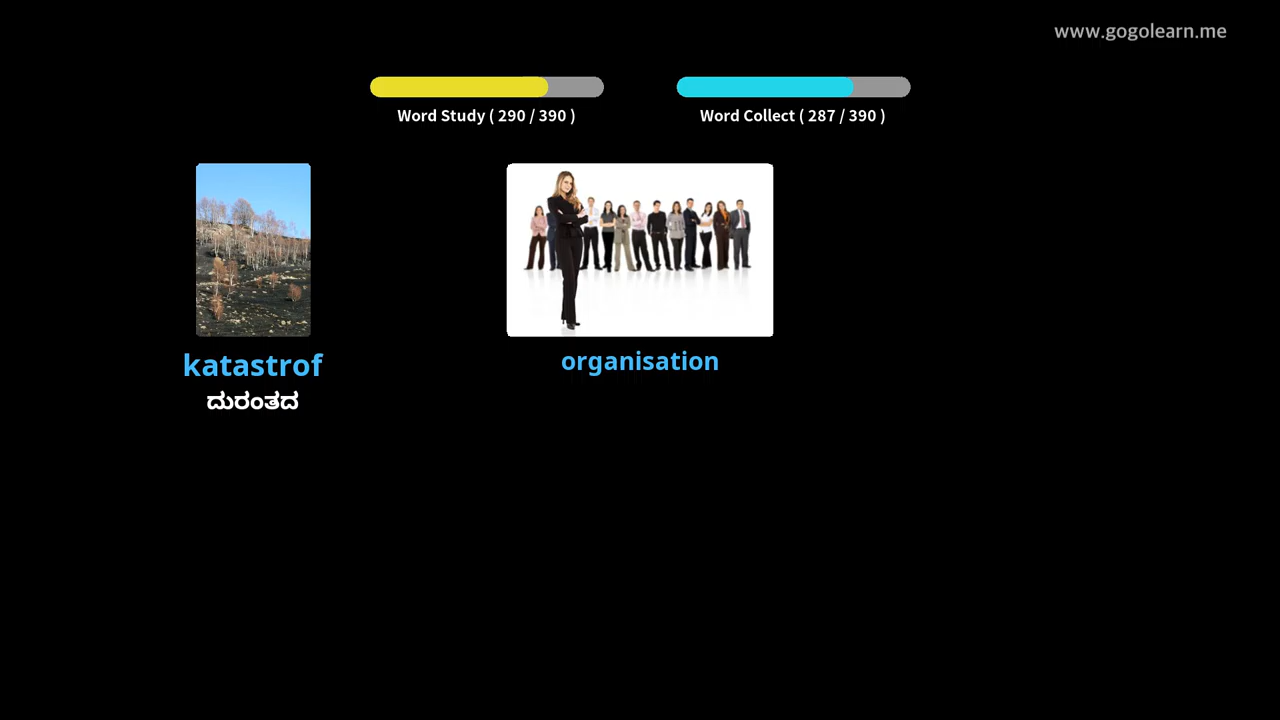 www.gogolearn.me
Word Study ( 290 / 390 )
Word Collect ( 287 / 390 )
katastrof
ದುರಂತದ
organisation